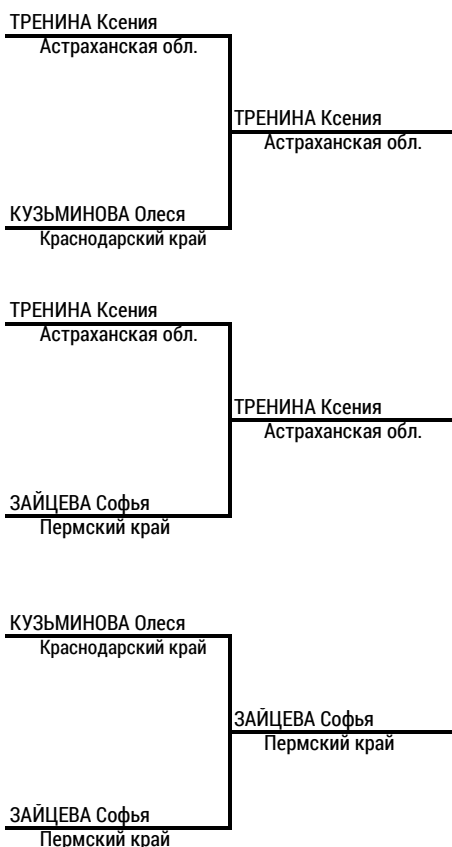 ТРЕНИНА Ксения
Астраханская обл.
ТРЕНИНА Ксения
Астраханская обл.
КУЗЬМИНОВА Олеся
Краснодарский край
ТРЕНИНА Ксения
Астраханская обл.
ТРЕНИНА Ксения
Астраханская обл.
ЗАЙЦЕВА Софья
Пермский край
КУЗЬМИНОВА Олеся
Краснодарский край
ЗАЙЦЕВА Софья
Пермский край
ЗАЙЦЕВА Софья
Пермский край